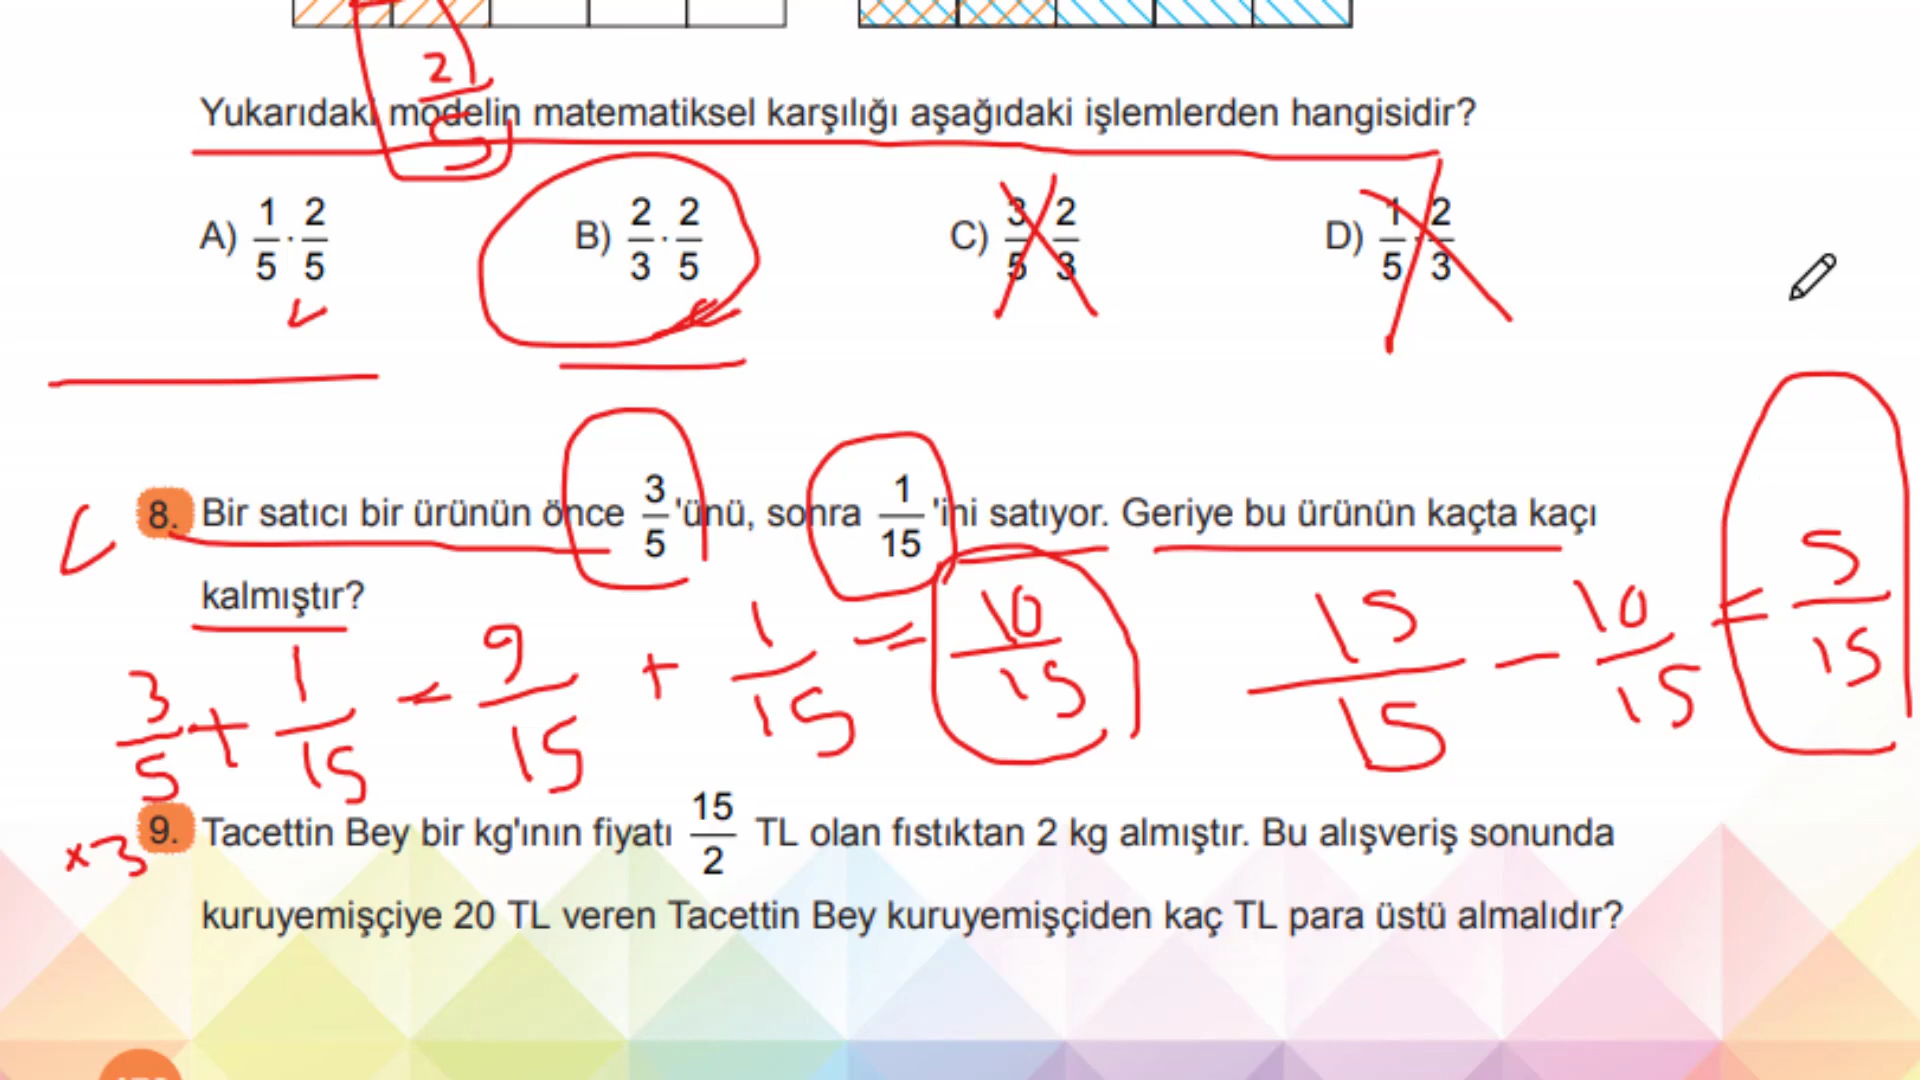 2
5
Yukarıdaki modelin matematiksel karşılığı aşağıdaki işlemlerden hangisidir?
A) 1/5 · 2/5 B) 2/3 · 2/5 C) 3/5 · 2/3 D) 1/5 · 2/3
8. Bir satıcı bir ürünün önce 3/5 'ünü, sonra 1/15 'ini satıyor. Geriye bu ürünün kaçta kaçı
kalmıştır?
3/5 + 1/15 = 9/15 + 1/15 = 10/15 15/15 - 10/15 = 5/15
x3
9. Tacettin Bey bir kg'ının fiyatı 15/2 TL olan fıstıktan 2 kg almıştır. Bu alışveriş sonunda
kuruyemişçiye 20 TL veren Tacettin Bey kuruyemişçiden kaç TL para üstü almalıdır?